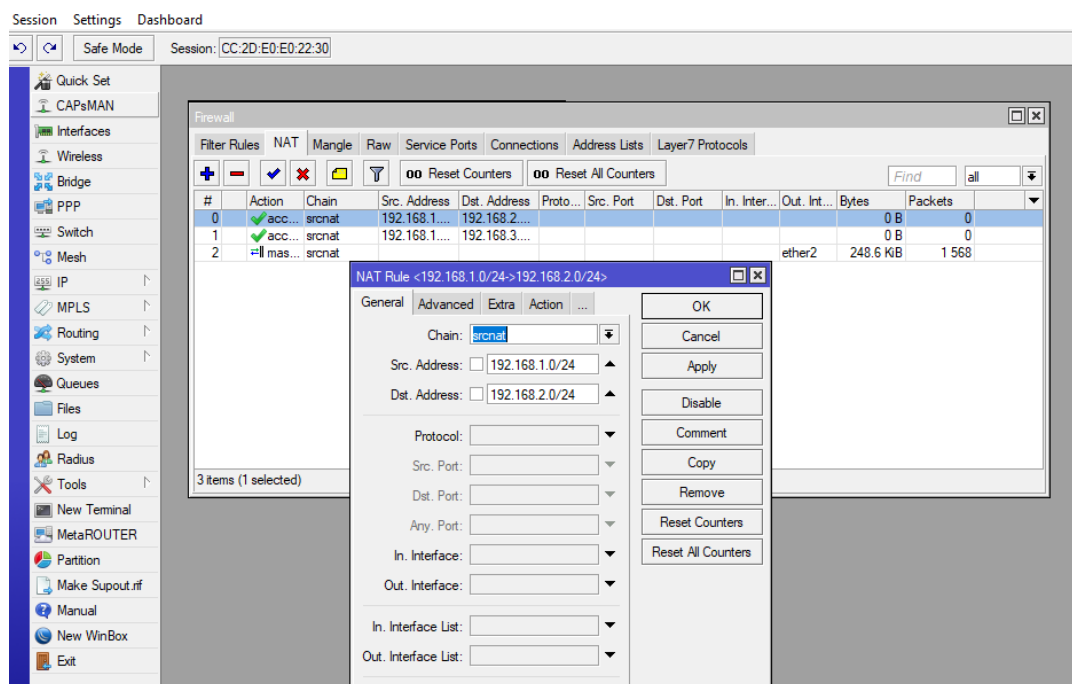 Session Settings Dashboard
Safe Mode Session: CC:2D:E0:E0:22:30
Quick Set
CAPsMAN
Interfaces
Wireless
Bridge
PPP
Switch
Mesh
IP
MPLS
Routing
System
Queues
Files
Log
Radius
Tools
New Terminal
MetaROUTER
Partition
Make Supout.rif
Manual
New WinBox
Exit
Firewall
Filter Rules NAT Mangle Raw Service Ports Connections Address Lists Layer7 Protocols
00 Reset Counters 00 Reset All Counters Find all
# Action Chain Src. Address Dst. Address Proto... Src. Port Dst. Port In. Inter... Out. Int... Bytes Packets
0 acc... srcnat 192.168.1.... 192.168.2.... 0 B 0
1 acc... srcnat 192.168.1.... 192.168.3.... 0 B 0
2 mas... srcnat ether2 248.6 KiB 1 568
3 items (1 selected)
NAT Rule <192.168.1.0/24->192.168.2.0/24>
General Advanced Extra Action ...
Chain: srcnat
Src. Address: 192.168.1.0/24
Dst. Address: 192.168.2.0/24
Protocol:
Src. Port:
Dst. Port:
Any. Port:
In. Interface:
Out. Interface:
In. Interface List:
Out. Interface List:
OK
Cancel
Apply
Disable
Comment
Copy
Remove
Reset Counters
Reset All Counters